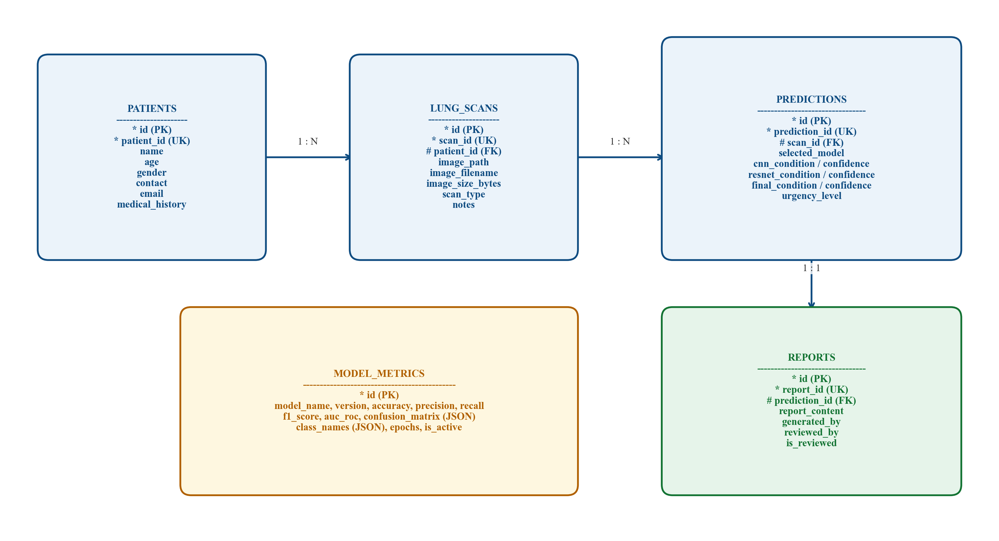 PATIENTS
---------------------
* id (PK)
* patient_id (UK)
name
age
gender
contact
email
medical_history
1 : N
LUNG_SCANS
---------------------
* id (PK)
* scan_id (UK)
# patient_id (FK)
image_path
image_filename
image_size_bytes
scan_type
notes
1 : N
PREDICTIONS
--------------------------------
* id (PK)
* prediction_id (UK)
# scan_id (FK)
selected_model
cnn_condition / confidence
resnet_condition / confidence
final_condition / confidence
urgency_level
1 : 1
MODEL_METRICS
---------------------------------------------
* id (PK)
model_name, version, accuracy, precision, recall
f1_score, auc_roc, confusion_matrix (JSON)
class_names (JSON), epochs, is_active
REPORTS
--------------------------------
* id (PK)
* report_id (UK)
# prediction_id (FK)
report_content
generated_by
reviewed_by
is_reviewed